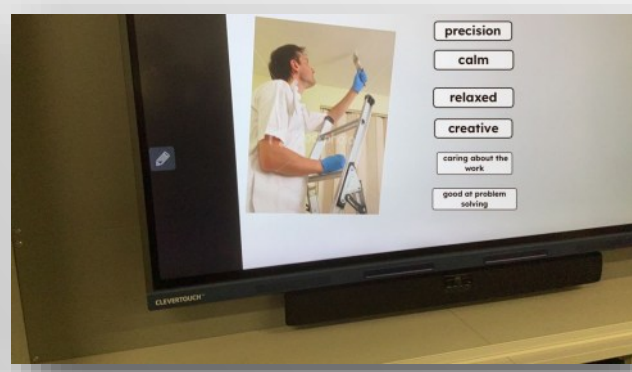 precision
calm
relaxed
creative
caring about the
work
good at problem
solving
CLEVERTOUCH